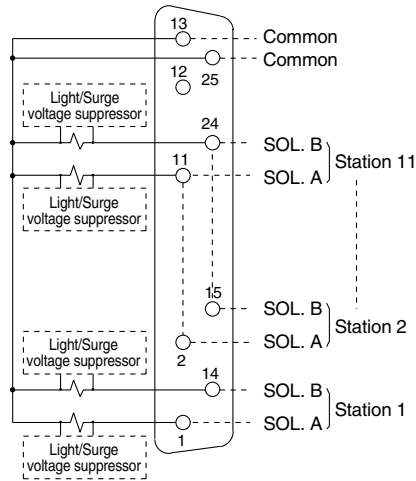 13
Common
Common
12
25
Light/Surge
voltage suppressor
24
SOL. B
11
Station 11
SOL. A
Light/Surge
voltage suppressor
15
SOL. B
Station 2
SOL. A
2
Light/Surge
voltage suppressor
14
SOL. B
Station 1
SOL. A
1
Light/Surge
voltage suppressor